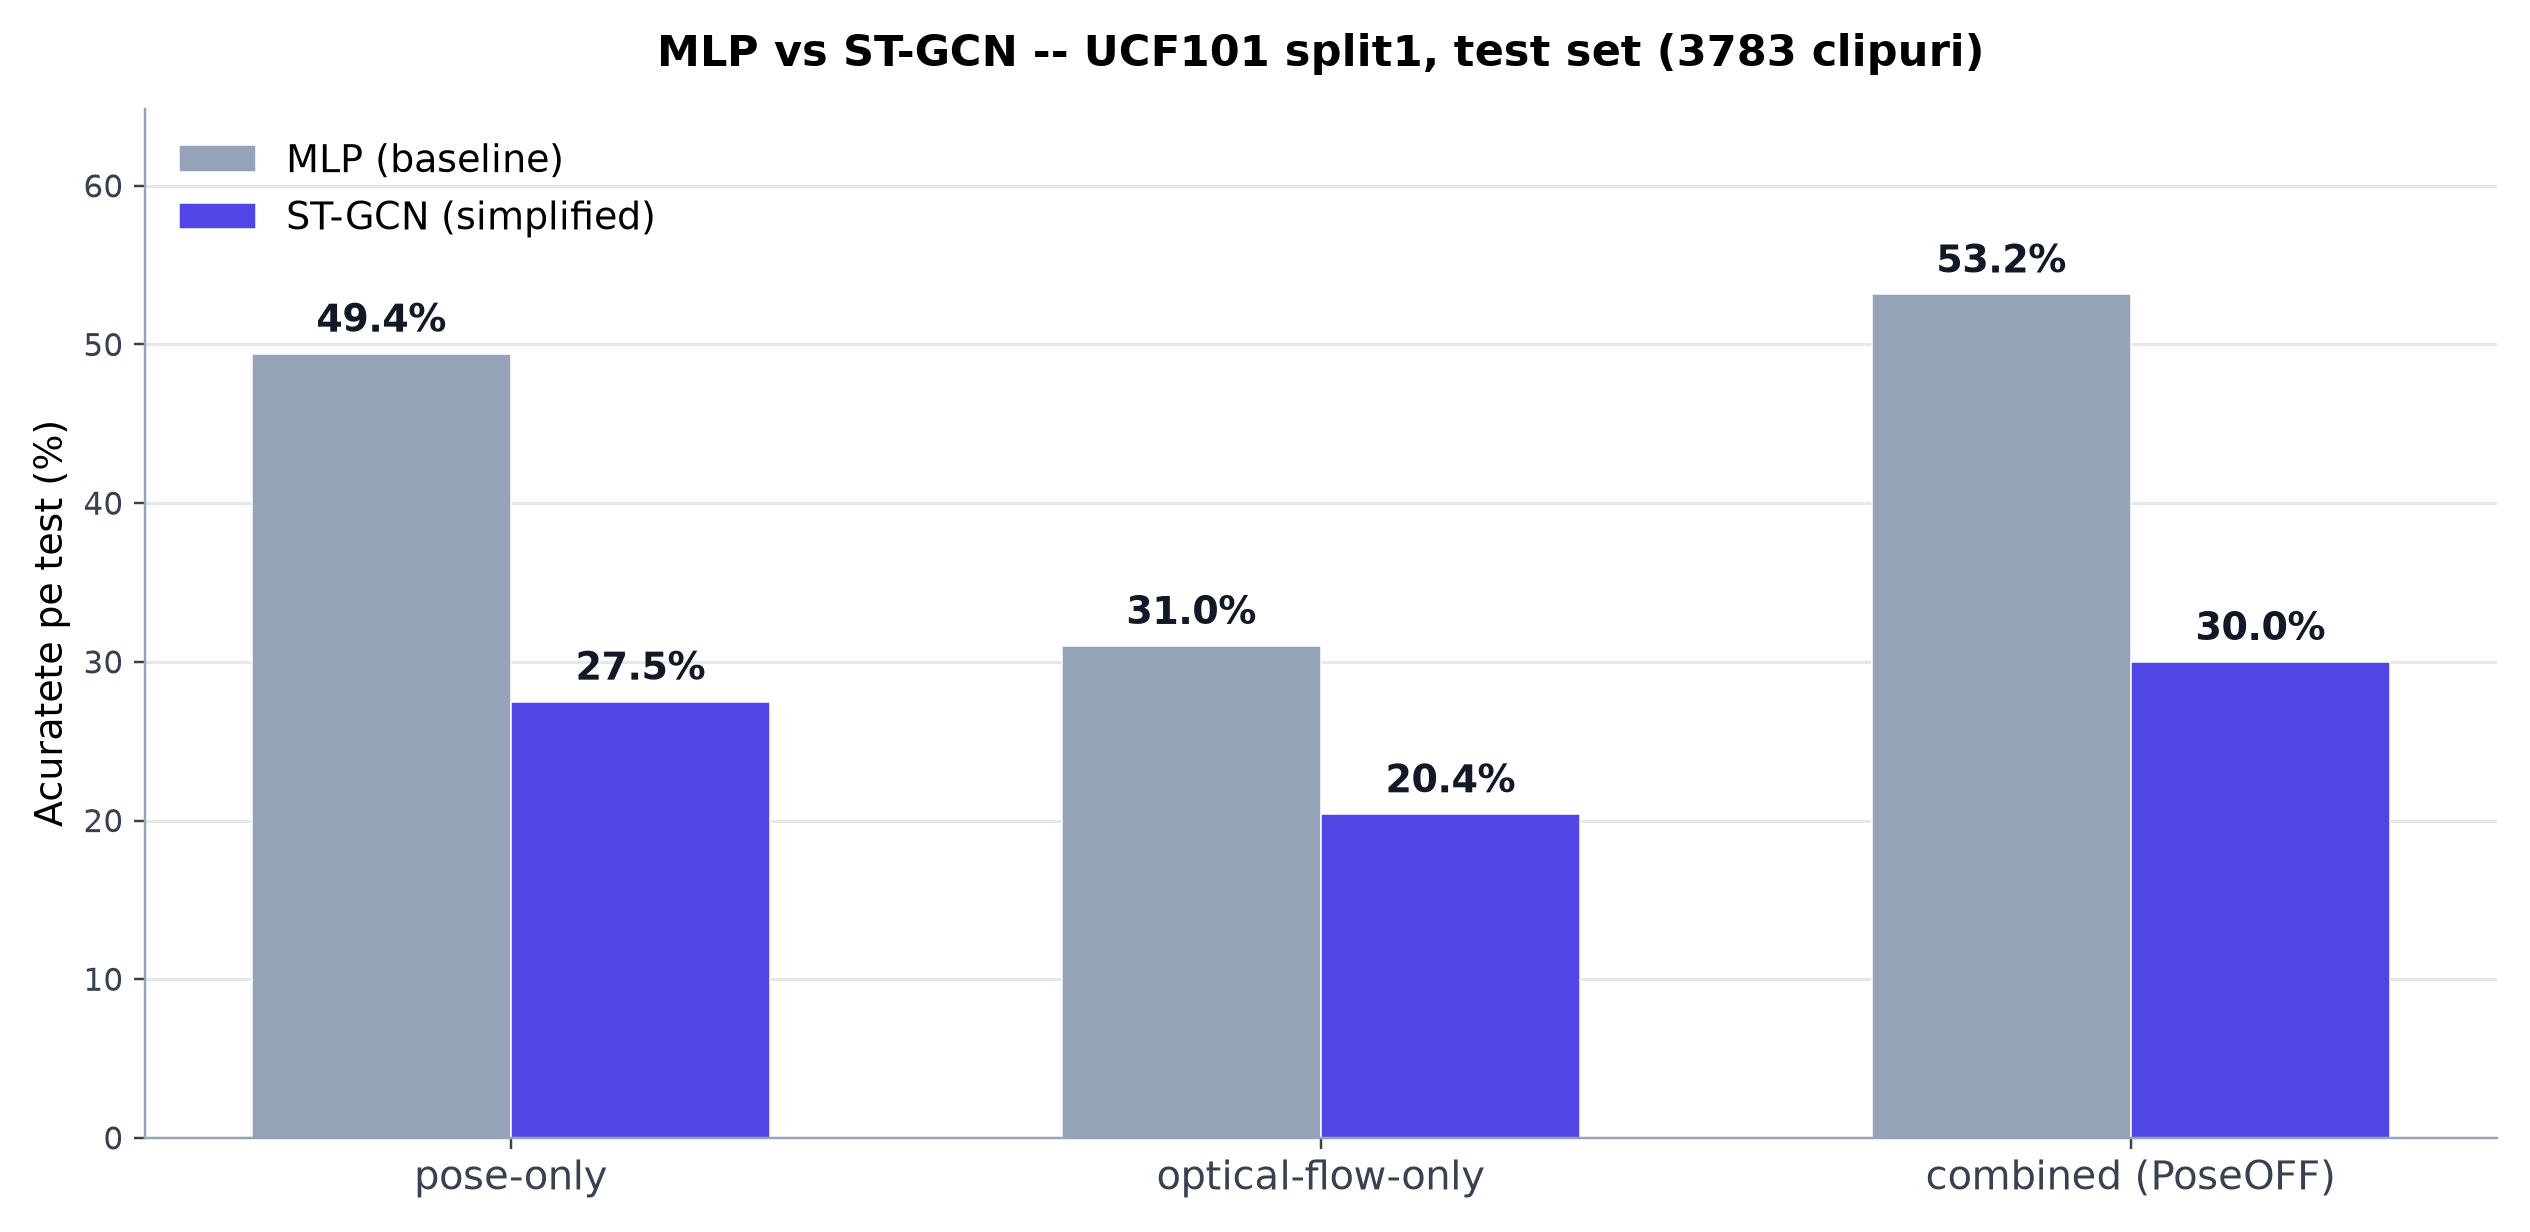 MLP vs ST-GCN -- UCF101 split1, test set (3783 clipuri)
MLP (baseline)
ST-GCN (simplified)
Acuratete pe test (%)
60
50
40
30
20
10
0
49.4%
27.5%
31.0%
20.4%
53.2%
30.0%
pose-only
optical-flow-only
combined (PoseOFF)